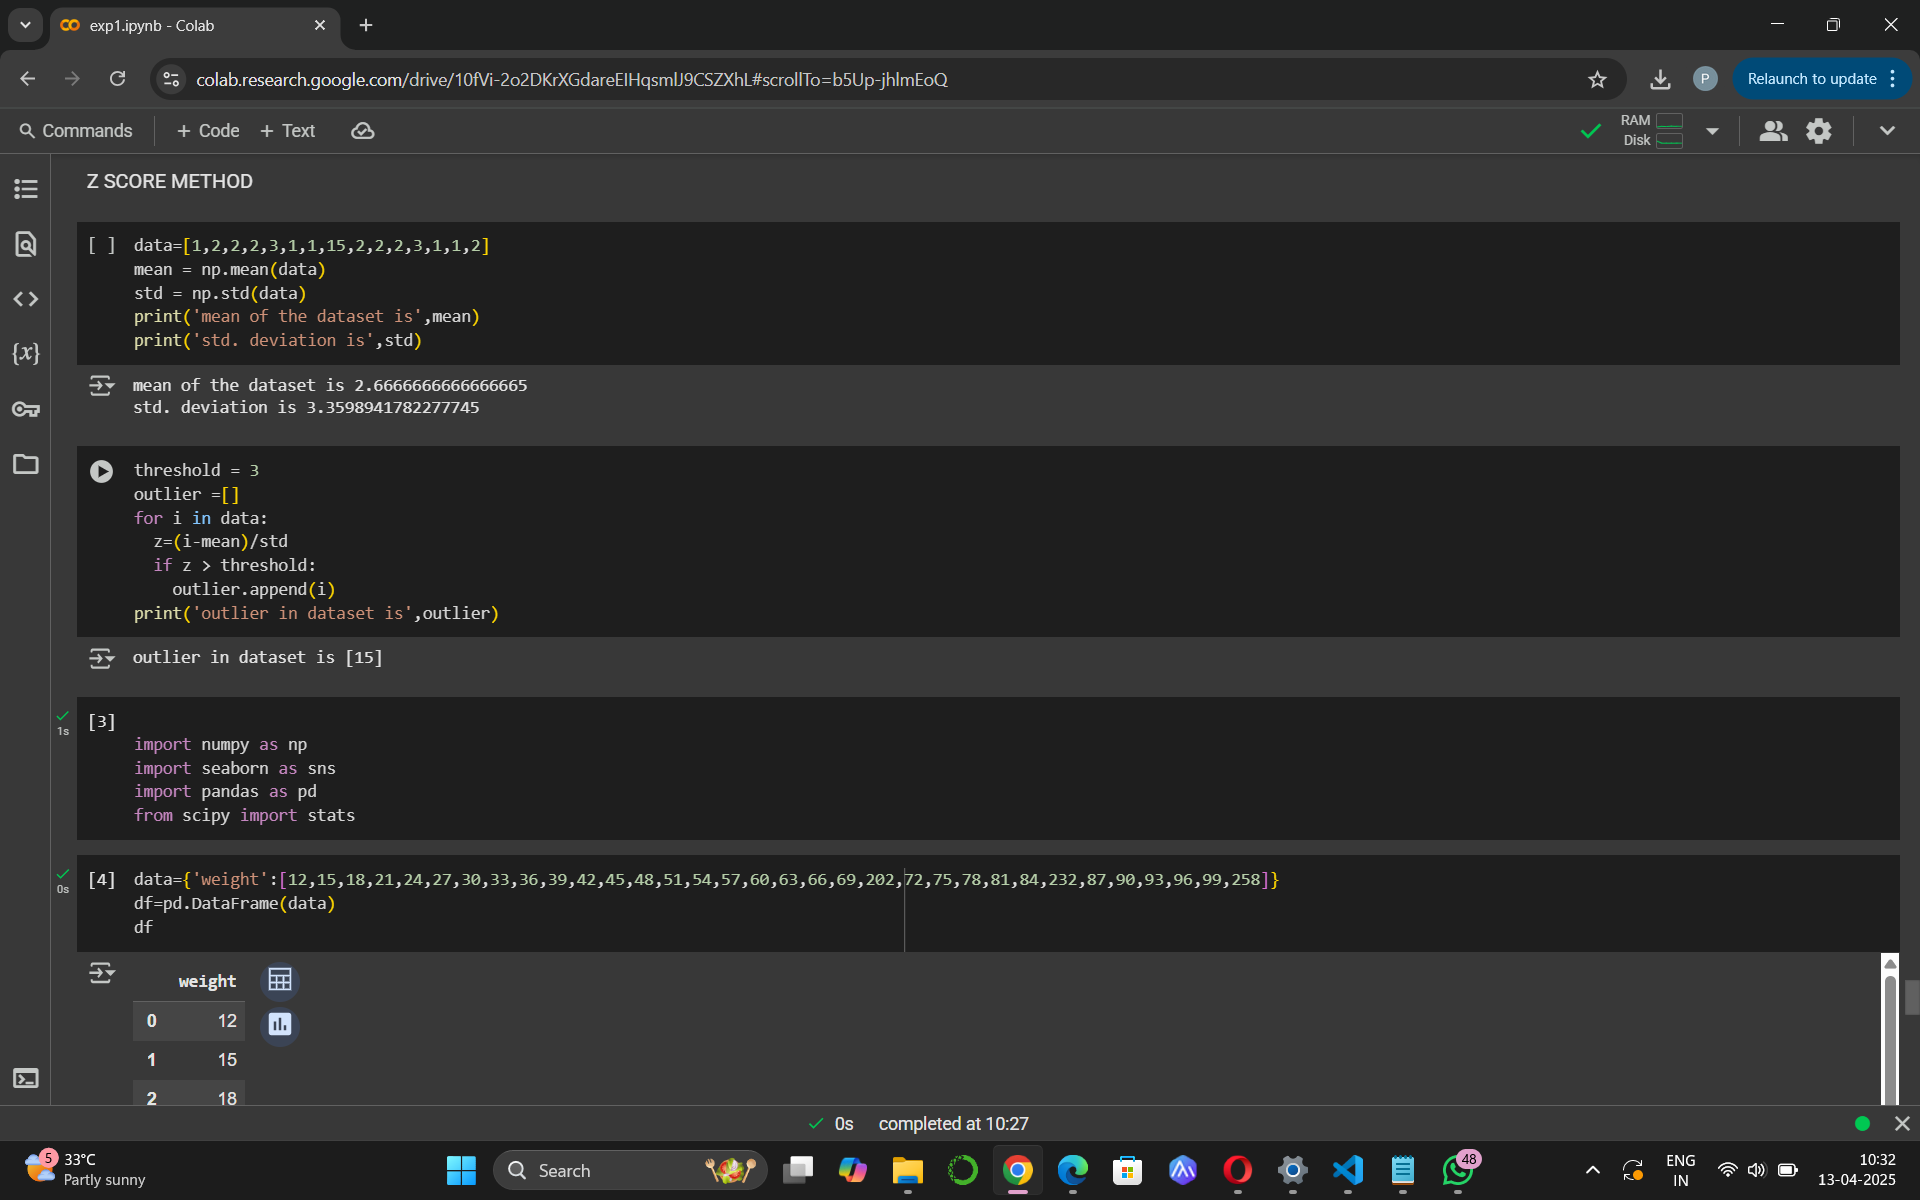 exp1.ipynb - Colab
colab.research.google.com/drive/10fVi-2o2DKrXGdareEIHqsmlJ9CSZXhL#scrollTo=b5Up-jhlmEoQ
P
Relaunch to update
Commands
+ Code
+ Text
RAM
Disk
Z SCORE METHOD
[ ]
data=[1,2,2,2,3,1,1,15,2,2,2,3,1,1,2]
mean = np.mean(data)
std = np.std(data)
print('mean of the dataset is',mean)
print('std. deviation is',std)
{x}
mean of the dataset is 2.6666666666666665
std. deviation is 3.3598941782277745
threshold = 3
outlier =[]
for i in data:
  z=(i-mean)/std
  if z > threshold:
    outlier.append(i)
print('outlier in dataset is',outlier)
outlier in dataset is [15]
1s
[3]
import numpy as np
import seaborn as sns
import pandas as pd
from scipy import stats
0s
[4]
data={'weight':[12,15,18,21,24,27,30,33,36,39,42,45,48,51,54,57,60,63,66,69,202,72,75,78,81,84,232,87,90,93,96,99,258]}
df=pd.DataFrame(data)
df
weight
0 12
1 15
2 18
0s completed at 10:27
5
33°C
Partly sunny
Search
48
ENG
IN
10:32
13-04-2025